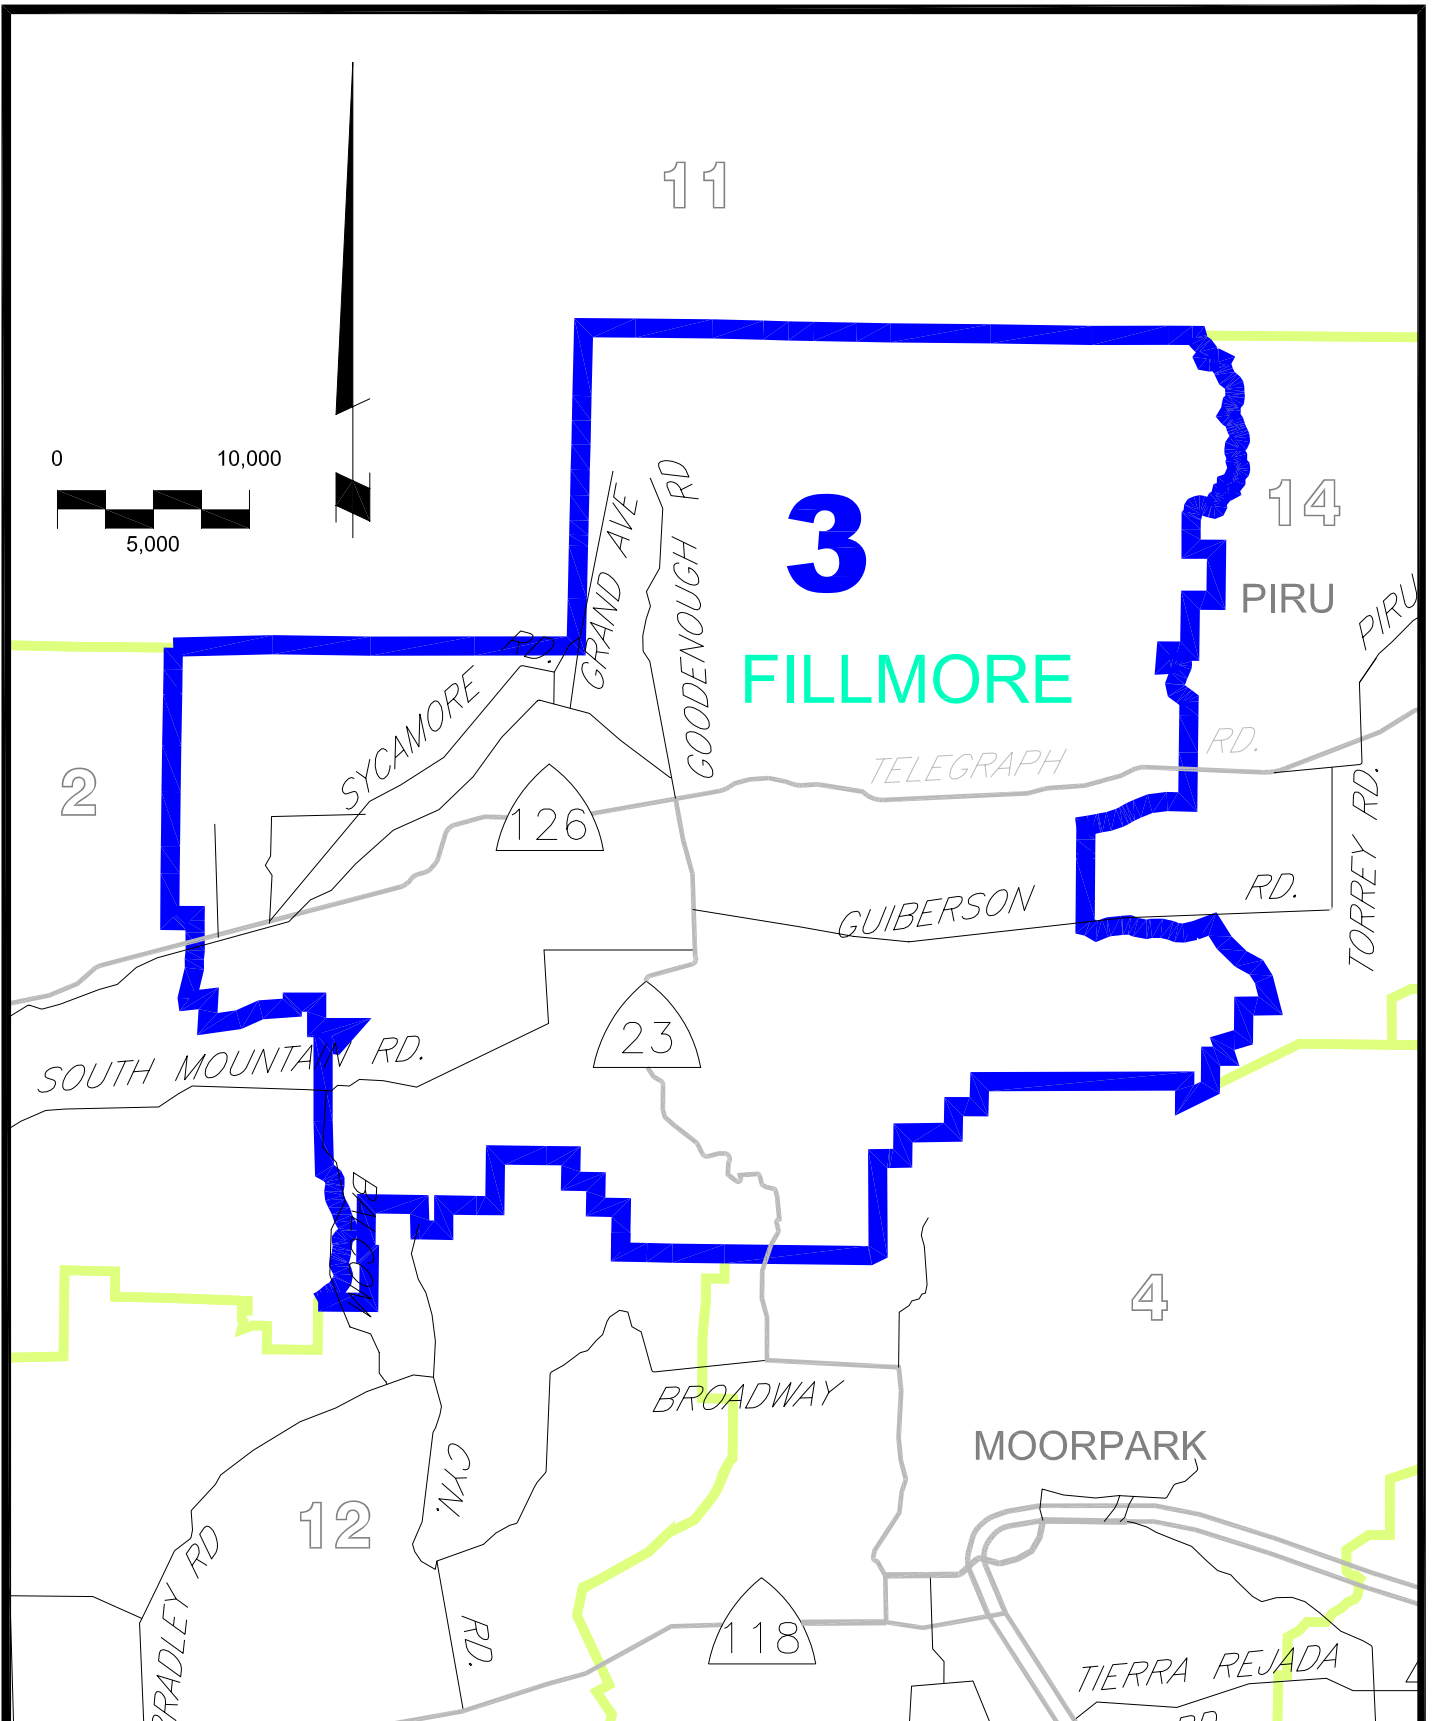 11
0 10,000
5,000
3
14
GRAND AVE
GOODENOUGH RD
PIRU
PIRU
FILLMORE
SYCAMORE RD.
TELEGRAPH RD.
2
126
TORREY RD.
GUIBERSON RD.
23
SOUTH MOUNTAIN RD.
BALCOM
CYN.
RD.
4
BROADWAY
MOORPARK
12
BRADLEY RD
118
TIERRA REJADA
RD.